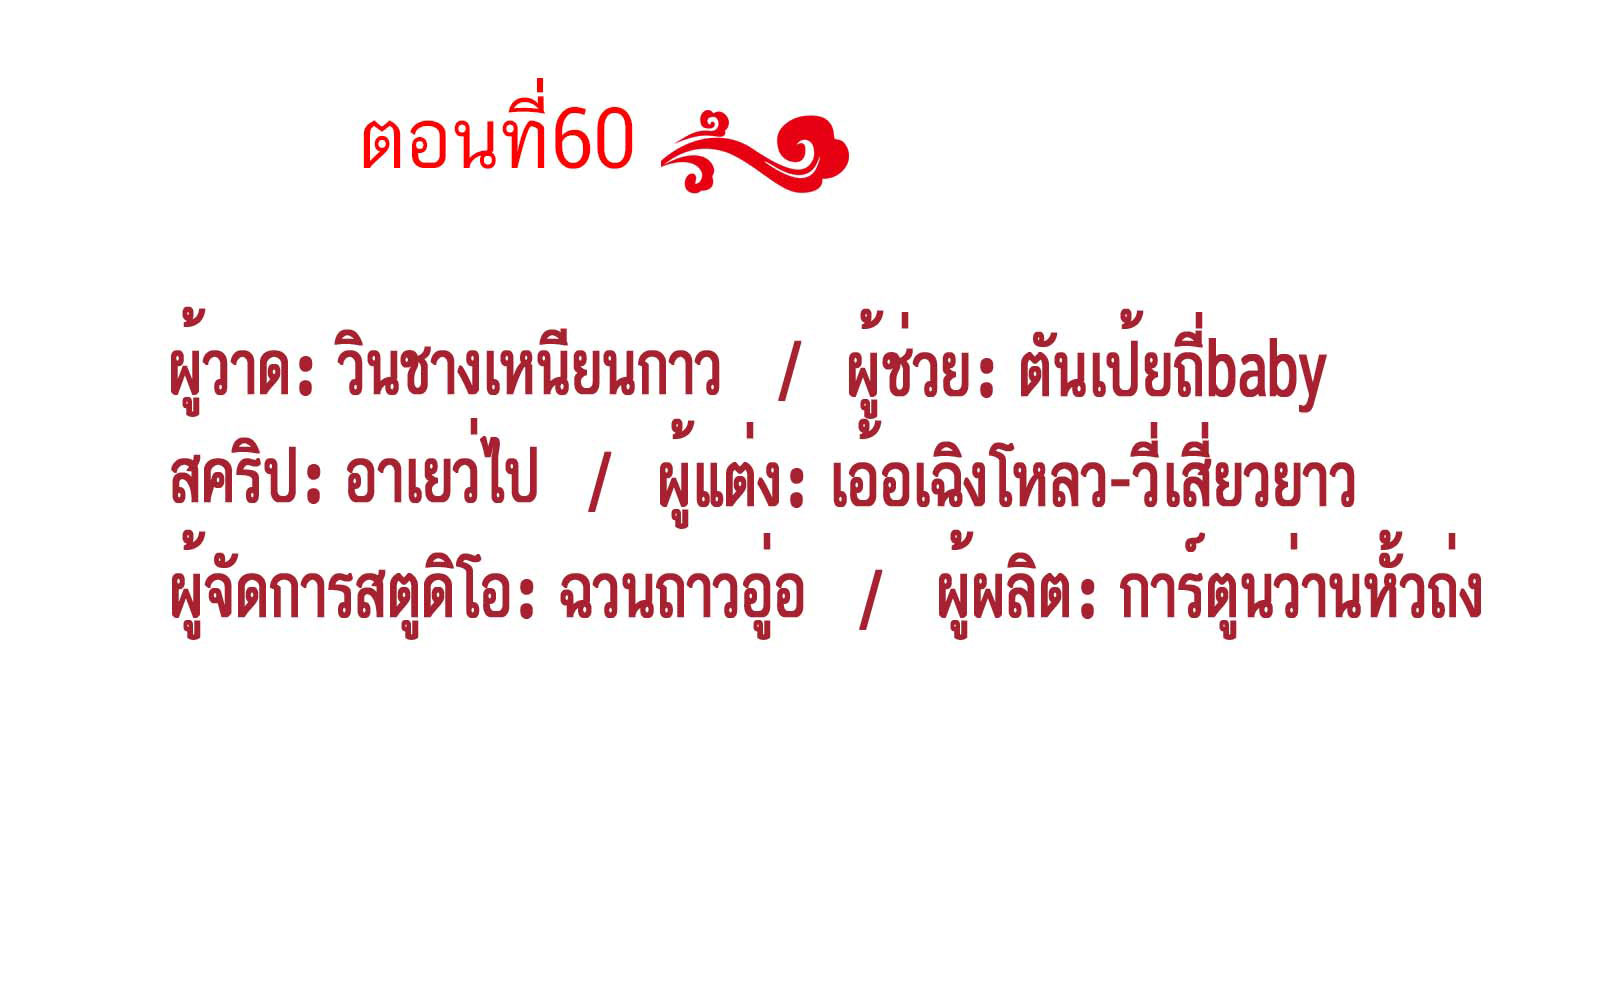 ตอนที่60
ผู้วาด: วินชางเหนียนกาว / ผู้ช่วย: ตันเป้ยถี่baby
สคริป: อาเยว่ไป / ผู้แต่ง: เอ้อเฉิงโหลว-วี่เสี่ยวยาว
ผู้จัดการสตูดิโอ: ฉวนถาวอู่อ / ผู้ผลิต: การ์ตูนว่านหั้วถ่ง